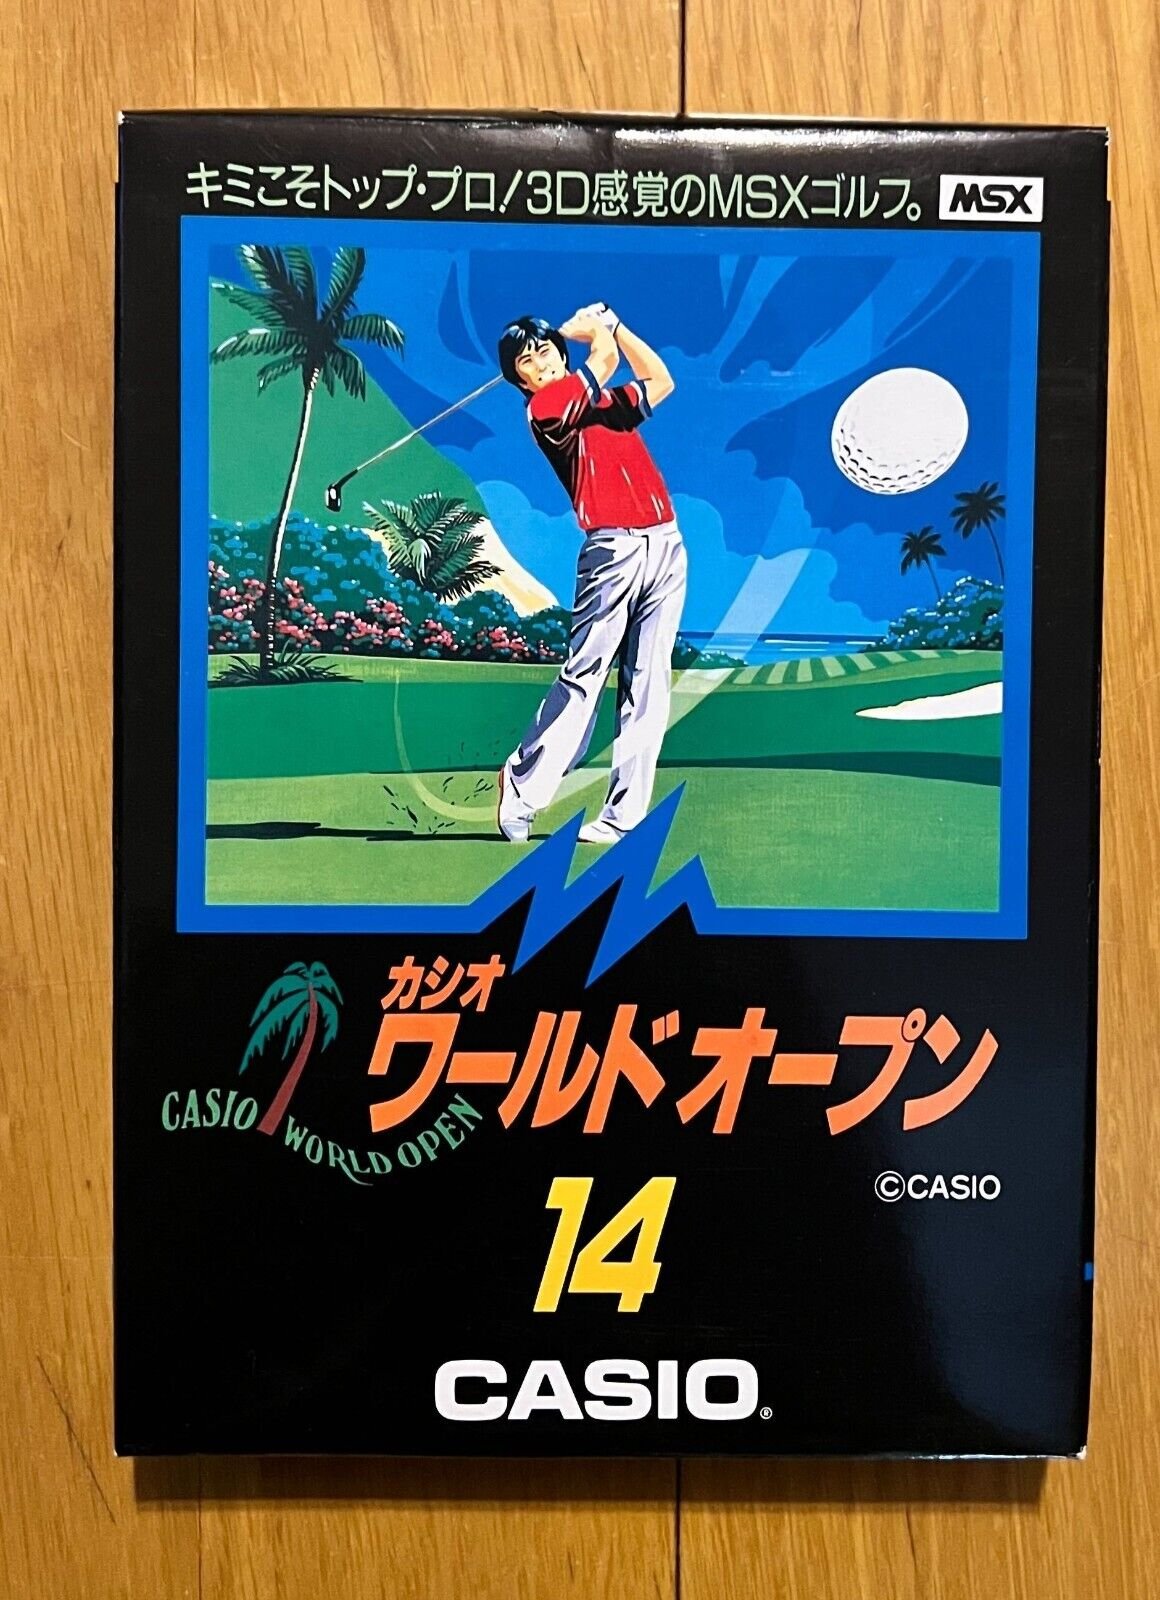 キミこそトップ・プロ!3D感覚のMSXゴルフ。 MSX
カシオ
ワールドオープン
CASIO WORLD OPEN
©CASIO
14
CASIO®